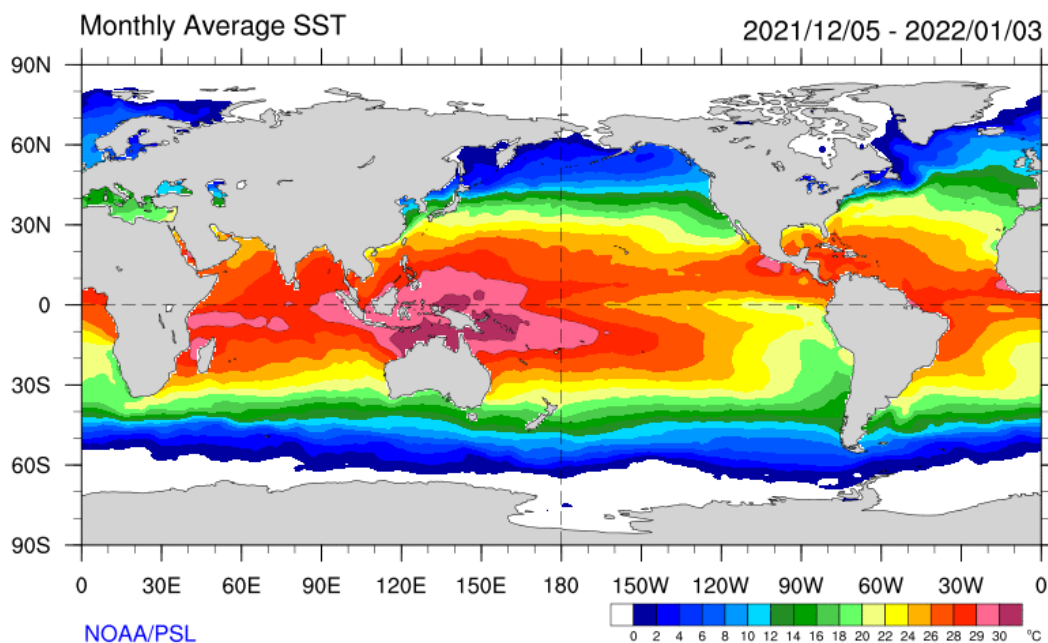 Monthly Average SST 2021/12/05 - 2022/01/03
90N
60N
30N
0
30S
60S
90S
0 30E 60E 90E 120E 150E 180 150W 120W 90W 60W 30W 0
NOAA/PSL
0 2 4 6 8 10 12 14 16 18 20 22 24 26 28 29 30 °C